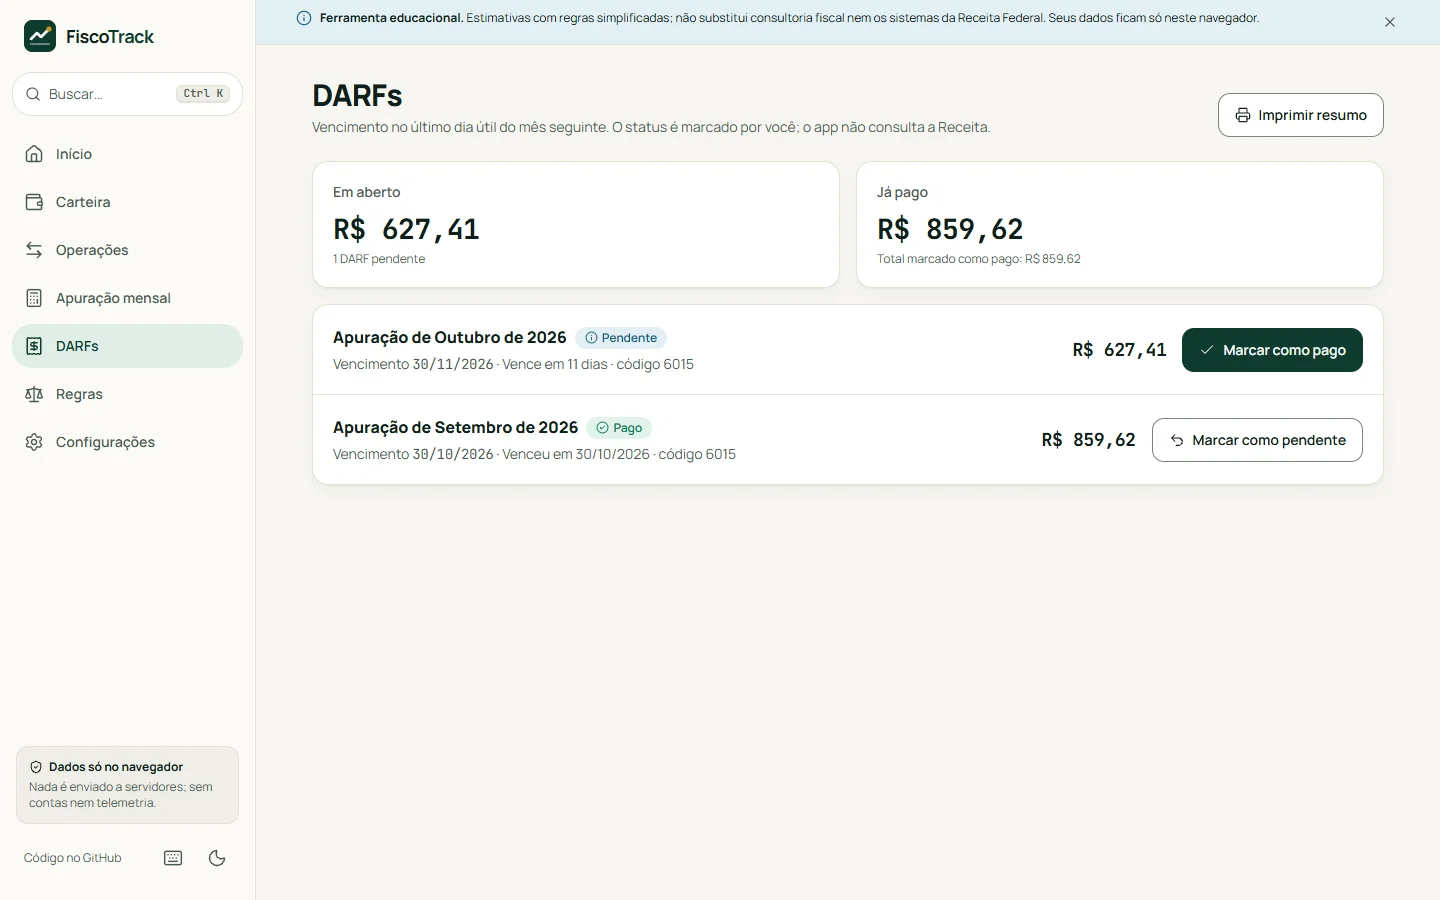 FiscoTrack
Buscar...
Ctrl K
Início
Carteira
Operações
Apuração mensal
DARFs
Regras
Configurações
Dados só no navegador
Nada é enviado a servidores; sem
contas nem telemetria.
Código no GitHub
Ferramenta educacional. Estimativas com regras simplificadas; não substitui consultoria fiscal nem os sistemas da Receita Federal. Seus dados ficam só neste navegador.
DARFs
Vencimento no último dia útil do mês seguinte. O status é marcado por você; o app não consulta a Receita.
Imprimir resumo
Em aberto
R$ 627,41
1 DARF pendente
Já pago
R$ 859,62
Total marcado como pago: R$ 859,62
Apuração de Outubro de 2026 Pendente
Vencimento 30/11/2026 · Vence em 11 dias · código 6015
R$ 627,41
Marcar como pago
Apuração de Setembro de 2026 Pago
Vencimento 30/10/2026 · Venceu em 30/10/2026 · código 6015
R$ 859,62
Marcar como pendente